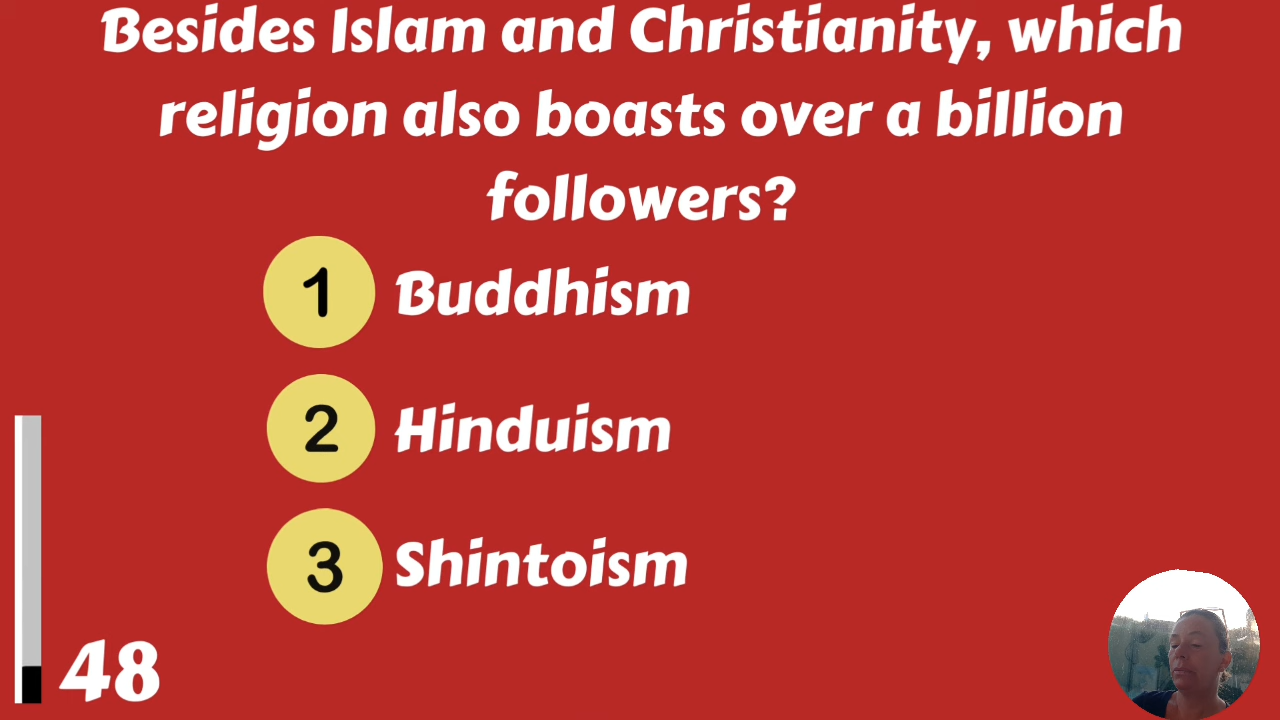 Besides Islam and Christianity, which
religion also boasts over a billion
followers?
1 Buddhism
2 Hinduism
3 Shintoism
48